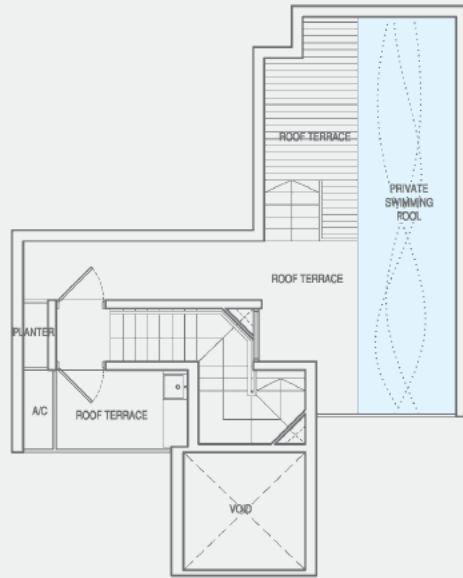 ROOF TERRACE
PRIVATE
SWIMMING
POOL
ROOF TERRACE
PLANTER
A/C
ROOF TERRACE
VOID